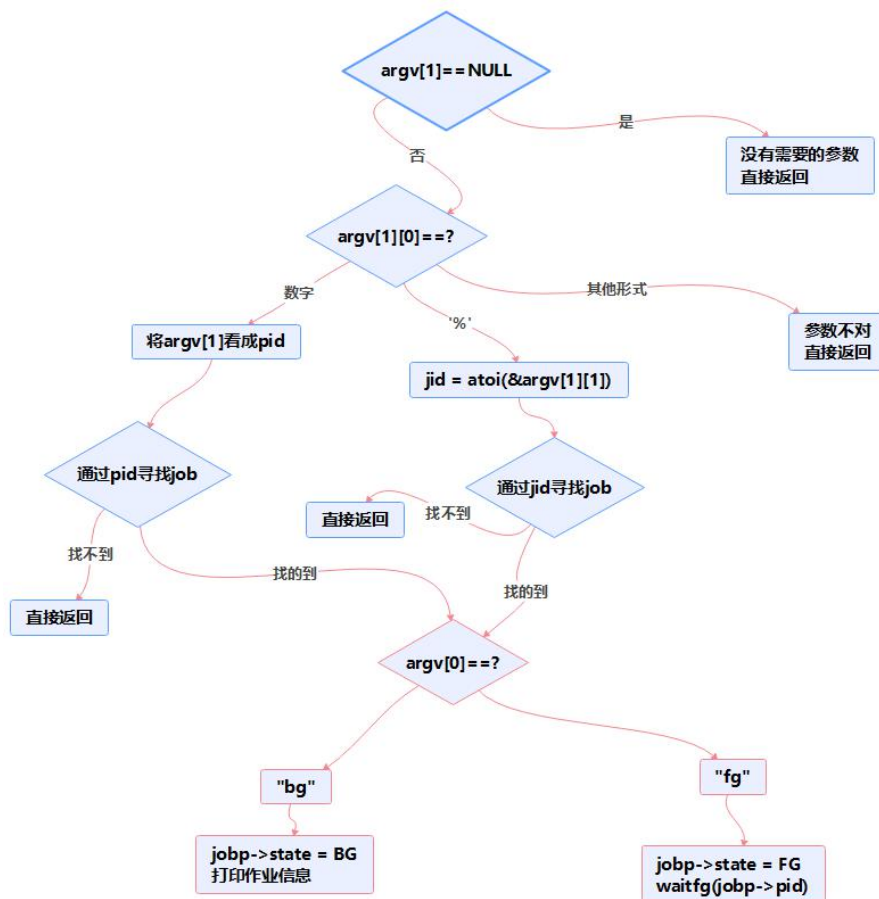 argv[1]==NULL
是
否
没有需要的参数
直接返回
argv[1][0]==?
数字
其他形式
'%'
将argv[1]看成pid
参数不对
直接返回
jid = atoi(&argv[1][1])
通过pid寻找job
通过jid寻找job
找不到
直接返回
找不到
找的到
找的到
直接返回
argv[0]==?
"bg"
"fg"
jobp->state = BG
打印作业信息
jobp->state = FG
waitfg(jobp->pid)